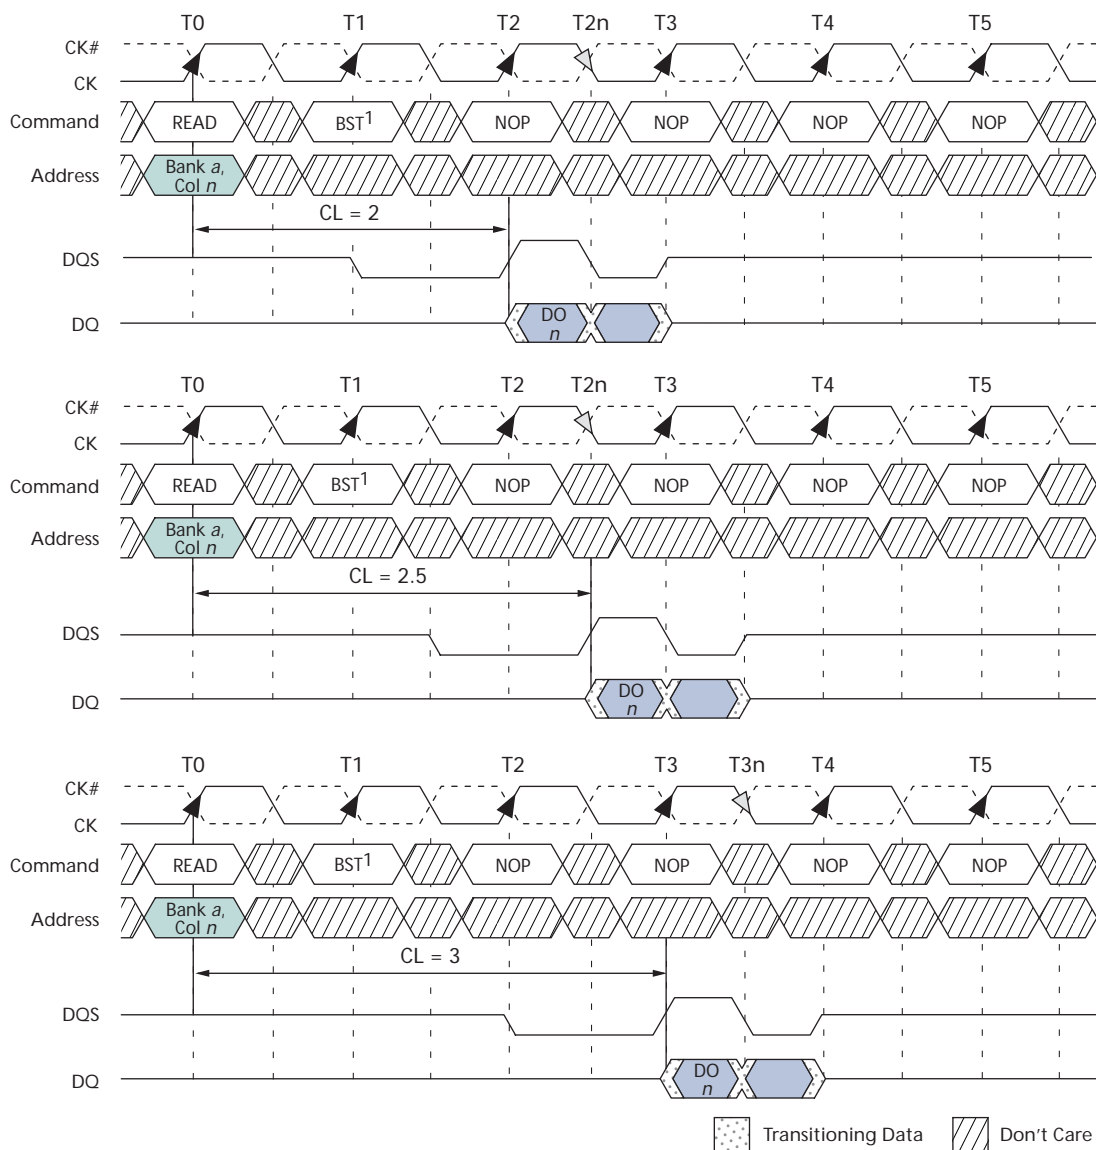 T0 T1 T2 T2n T3 T4 T5
CK#
CK
Command READ BST1 NOP NOP NOP NOP
Address Bank a,
Col n
CL = 2
DQS
DQ DO
n
T0 T1 T2 T2n T3 T4 T5
CK#
CK
Command READ BST1 NOP NOP NOP NOP
Address Bank a,
Col n
CL = 2.5
DQS
DQ DO
n
T0 T1 T2 T3 T3n T4 T5
CK#
CK
Command READ BST1 NOP NOP NOP NOP
Address Bank a,
Col n
CL = 3
DQS
DQ DO
n
Transitioning Data Don't Care